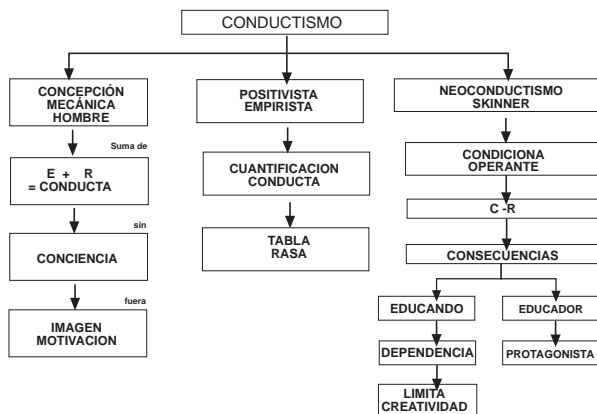 CONDUCTISMO
CONCEPCIÓN
MECÁNICA
HOMBRE
Suma de
E + R
= CONDUCTA
sin
CONCIENCIA
fuera
IMAGEN
MOTIVACION
POSITIVISTA
EMPIRISTA
CUANTIFICACION
CONDUCTA
TABLA
RASA
NEOCONDUCTISMO
SKINNER
CONDICIONA
OPERANTE
C -R
CONSECUENCIAS
EDUCANDO
DEPENDENCIA
LIMITA
CREATIVIDAD
EDUCADOR
PROTAGONISTA